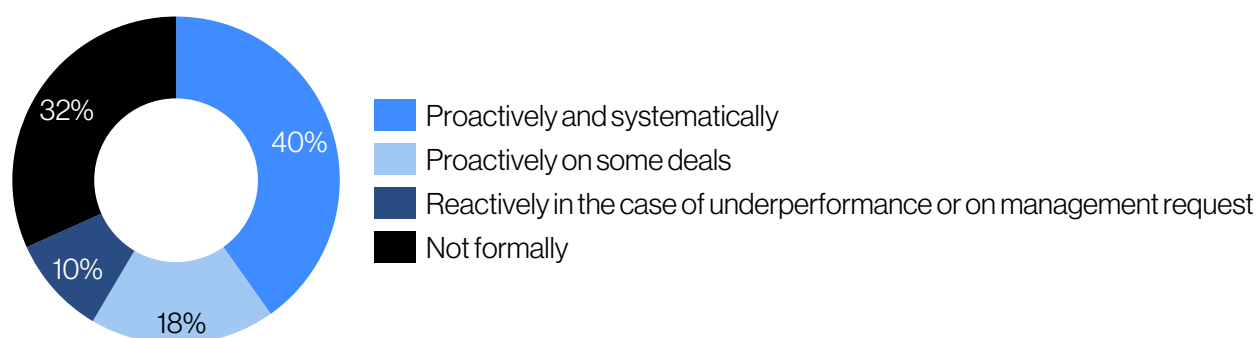 32%
40%
10%
18%
Proactively and systematically
Proactively on some deals
Reactively in the case of underperformance or on management request
Not formally